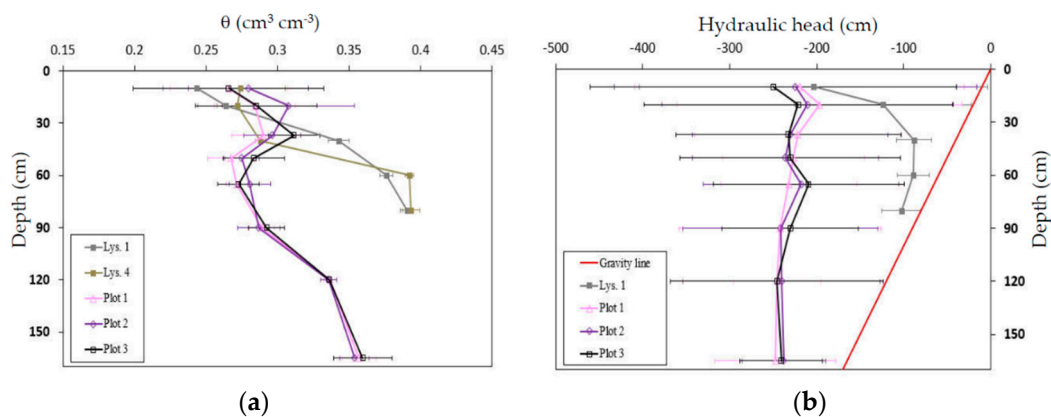 θ (cm³ cm⁻³)
0.15 0.25 0.3 0.35 0.4 0.45
0
30
60
90
120
150
Depth (cm)
Lys. 1
Lys. 4
Plot 1
Plot 2
Plot 3
(a)
Hydraulic head (cm)
-500 -400 -300 -200 -100 0
0
30
60
90
120
150
Depth (cm)
Gravity line
Lys. 1
Plot 1
Plot 2
Plot 3
(b)